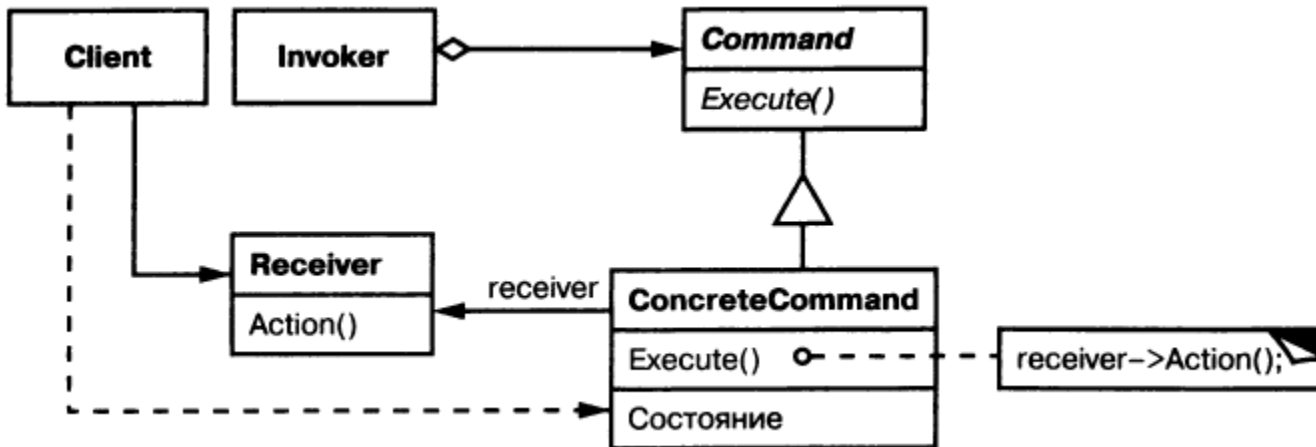 Client
Invoker
Command
Execute()
Receiver
Action()
receiver
ConcreteCommand
Execute()
Состояние
receiver–>Action();